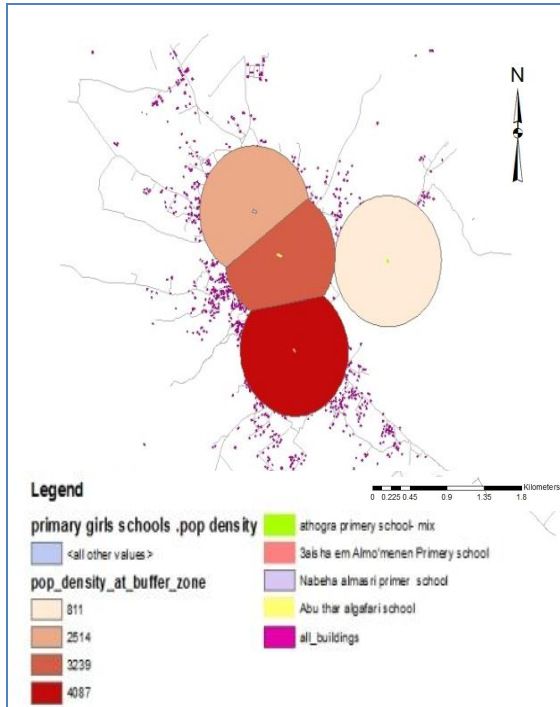 N
Kilometers
0 0.225 0.45 0.9 1.35 1.8
Legend
primary girls schools .pop density
<all other values>
pop_density_at_buffer_zone
811
2514
3239
4087
athogra primery school- mix
3aisha em Almo'menen Primery school
Nabeha almasri primer school
Abu thar algafari school
all_buildings